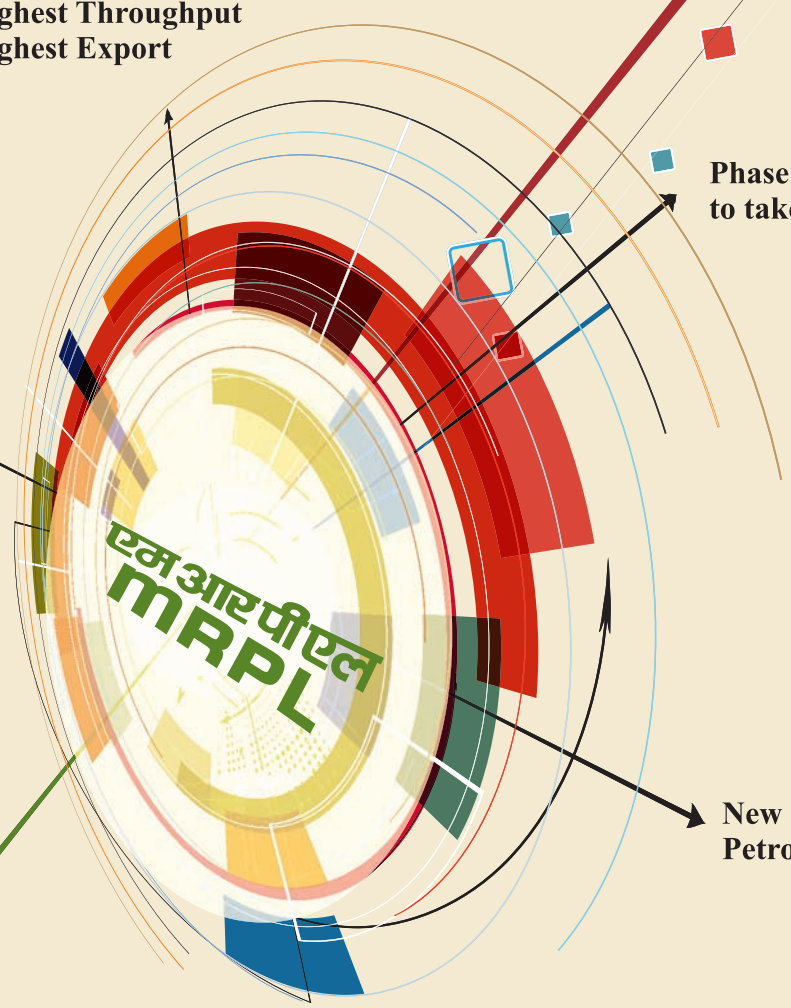 ghest Throughput
ghest Export
Phase
to take
एमआरपीएल
MRPL
New
Petro